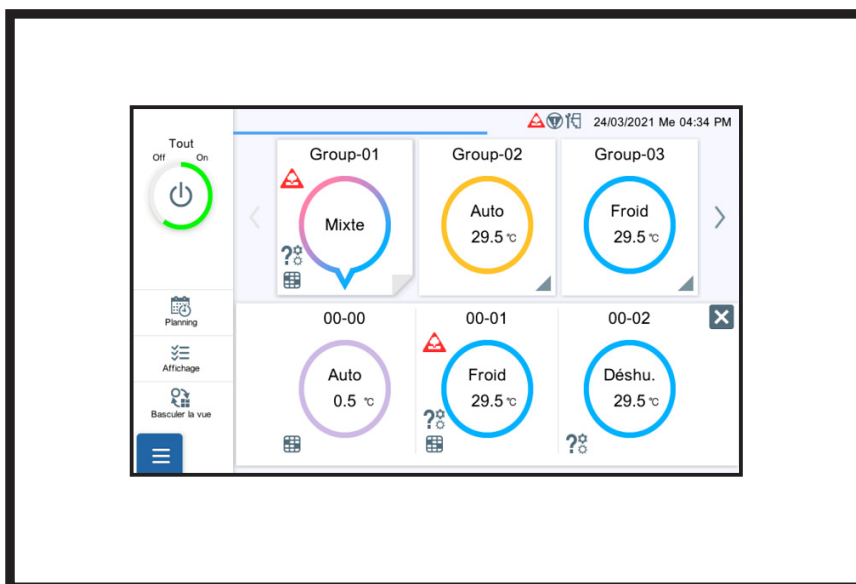 24/03/2021 Me 04:34 PM
Tout
Off On
Group-01
Mixte
Group-02
Auto
29.5 ℃
Group-03
Froid
29.5 ℃
Planning
Affichage
Basculer la vue
00-00
Auto
0.5 ℃
00-01
Froid
29.5 ℃
00-02
Déshu.
29.5 ℃